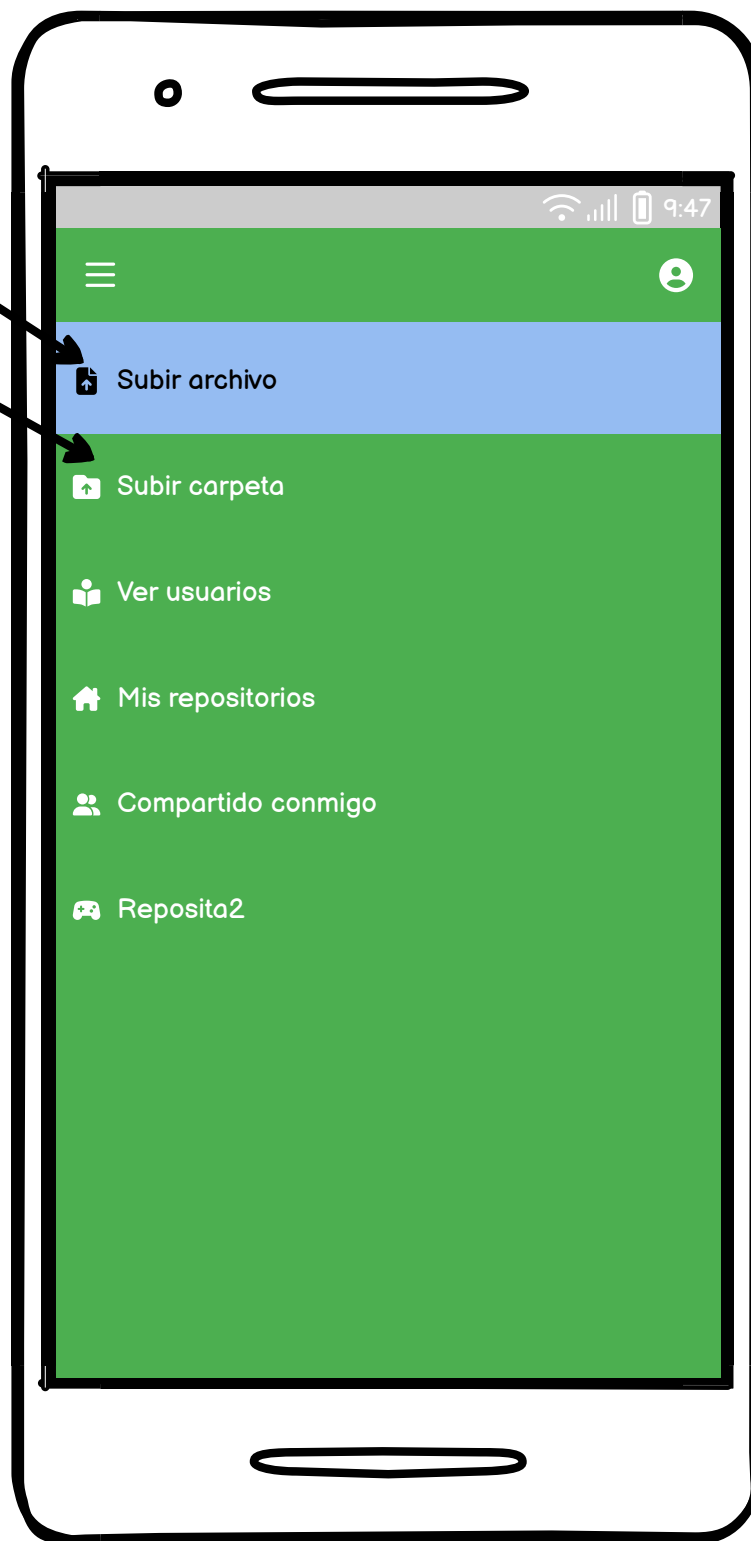 9:47
Subir archivo
Subir carpeta
Ver usuarios
Mis repositorios
Compartido conmigo
Reposita2